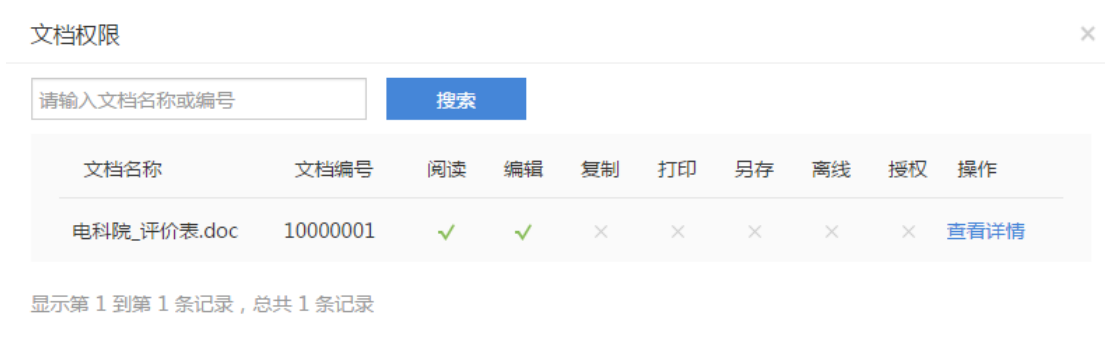 文档权限
请输入文档名称或编号 搜索
文档名称 文档编号 阅读 编辑 复制 打印 另存 离线 授权 操作
电科院_评价表.doc 10000001 √ √ × × × × × 查看详情
显示第 1 到第 1 条记录，总共 1 条记录